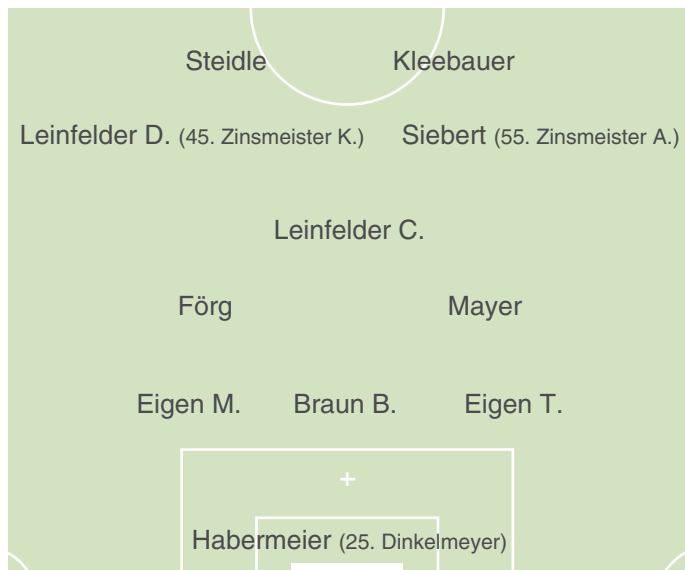 Steidle Kleebauer
Leinfelder D. (45. Zinsmeister K.) Siebert (55. Zinsmeister A.)
Leinfelder C.
Förg Mayer
Eigen M. Braun B. Eigen T.
Habermeier (25. Dinkelmeyer)